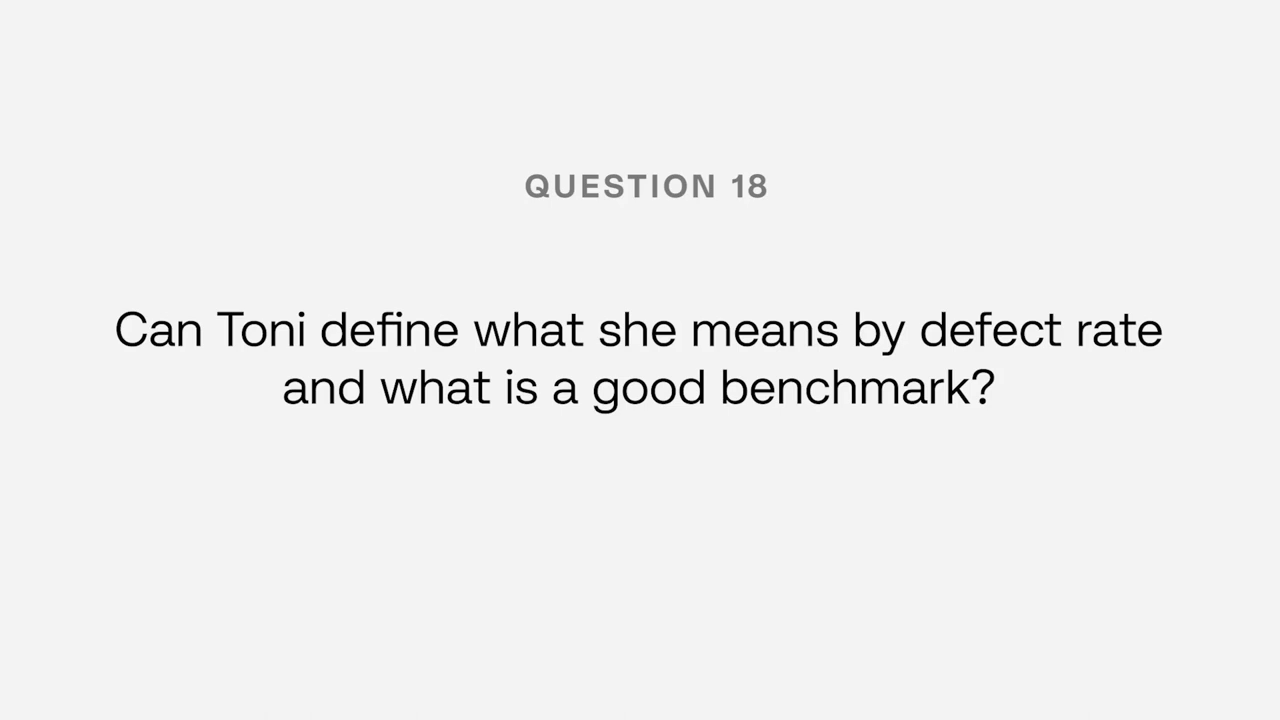 QUESTION 18
Can Toni define what she means by defect rate
and what is a good benchmark?